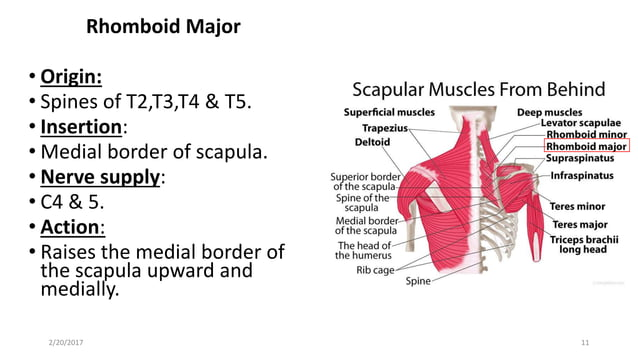 Rhomboid Major
• Origin:
• Spines of T2,T3,T4 & T5.
• Insertion:
• Medial border of scapula.
• Nerve supply:
• C4 & 5.
• Action:
• Raises the medial border of
the scapula upward and
medially.
Scapular Muscles From Behind
Superficial muscles
Trapezius
Deltoid
Superior border
of the scapula
Spine of the
scapula
Medial border
of the scapula
The head of
the humerus
Rib cage
Spine
Deep muscles
Levator scapulae
Rhomboid minor
Rhomboid major
Supraspinatus
Infraspinatus
Teres minor
Teres major
Triceps brachii
long head
2/20/2017
11